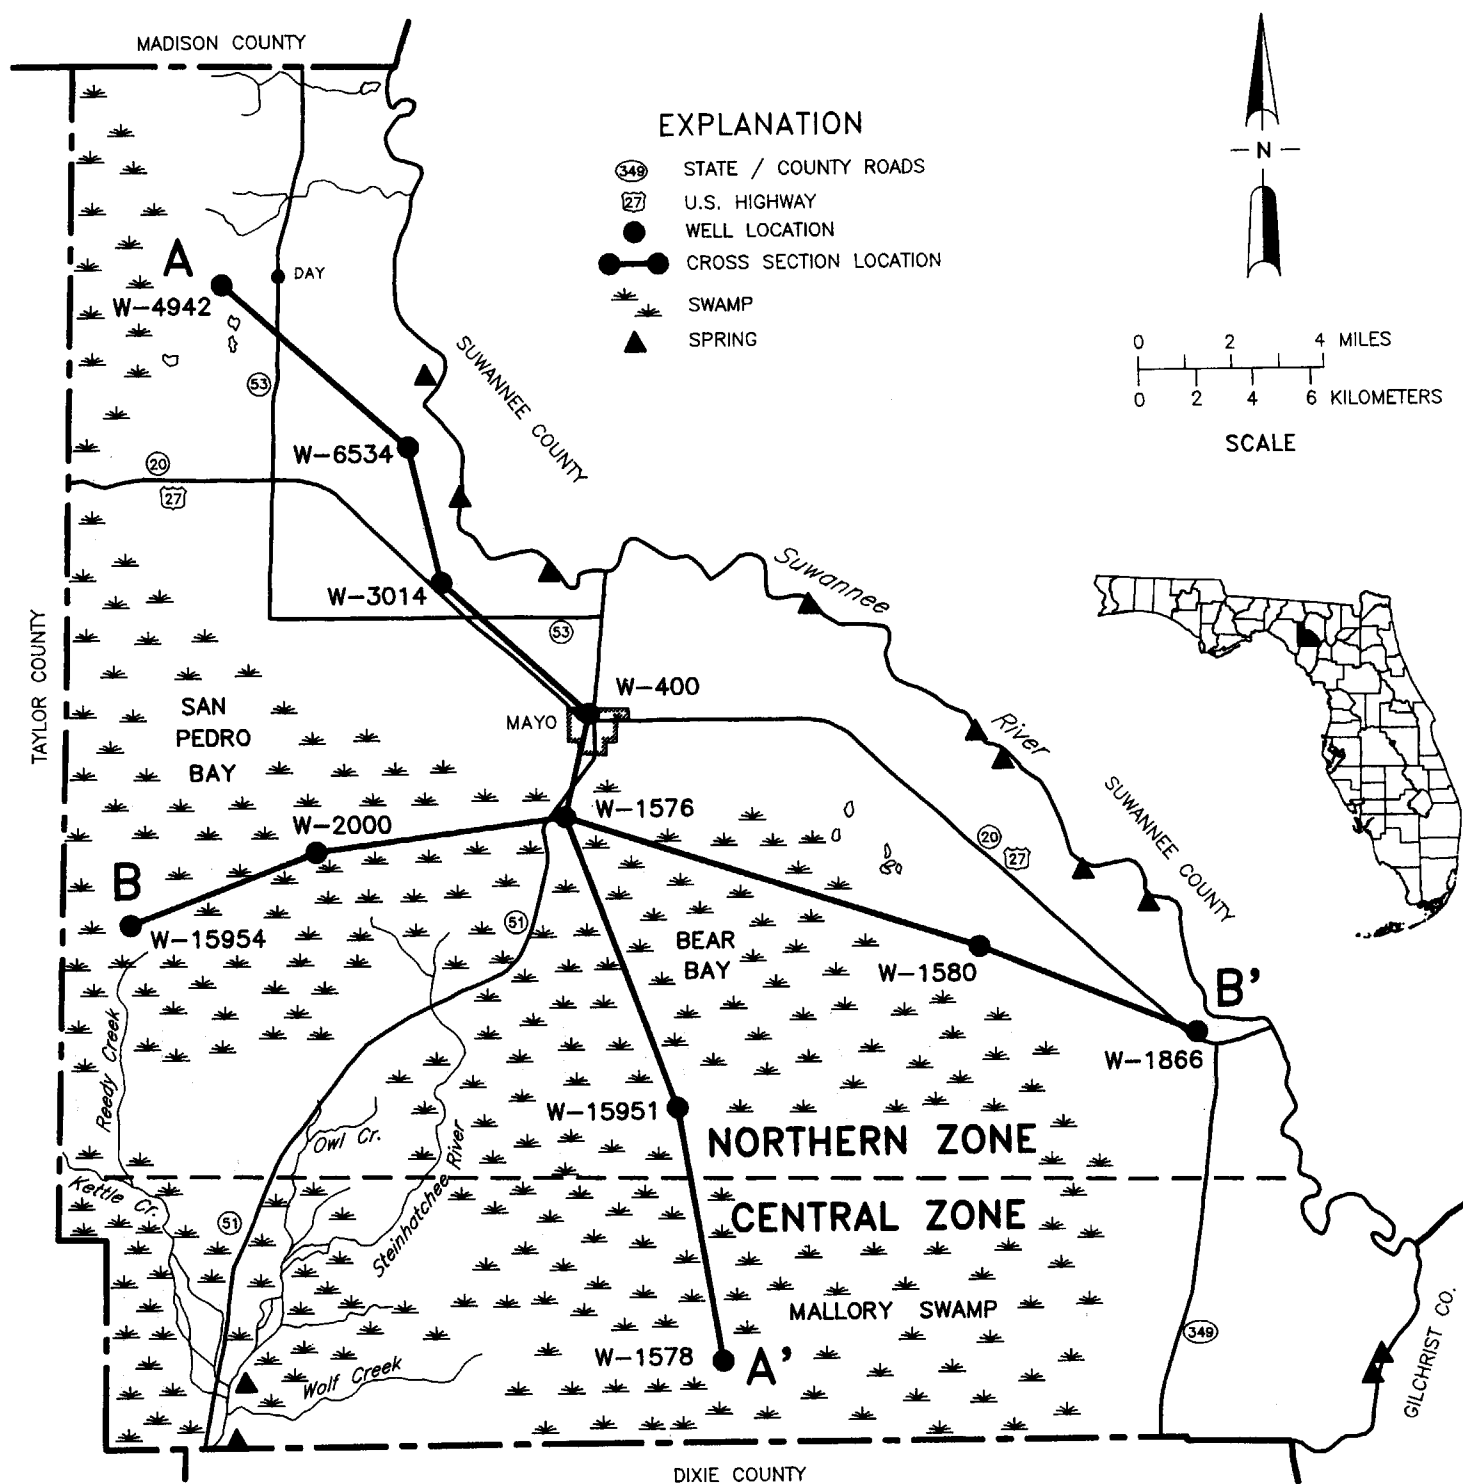 MADISON COUNTY
EXPLANATION
349 STATE / COUNTY ROADS
27 U.S. HIGHWAY
WELL LOCATION
CROSS SECTION LOCATION
SWAMP
SPRING
N
0 2 4 MILES
0 2 4 6 KILOMETERS
SCALE
A
DAY
W-4942
53
SUWANNEE COUNTY
W-6534
20
27
W-3014
53
Suwannee
River
TAYLOR COUNTY
SAN
PEDRO
BAY
W-400
MAYO
W-1576
W-2000
20
27
SUWANNEE COUNTY
B
W-15954
51
BEAR
BAY
W-1580
B'
W-1866
Reedy Creek
W-15951
Owl Cr.
NORTHERN ZONE
Kettle Cr.
Steinhatchee River
CENTRAL ZONE
51
MALLORY SWAMP
349
W-1578
A'
Wolf Creek
GILCHRIST CO.
DIXIE COUNTY